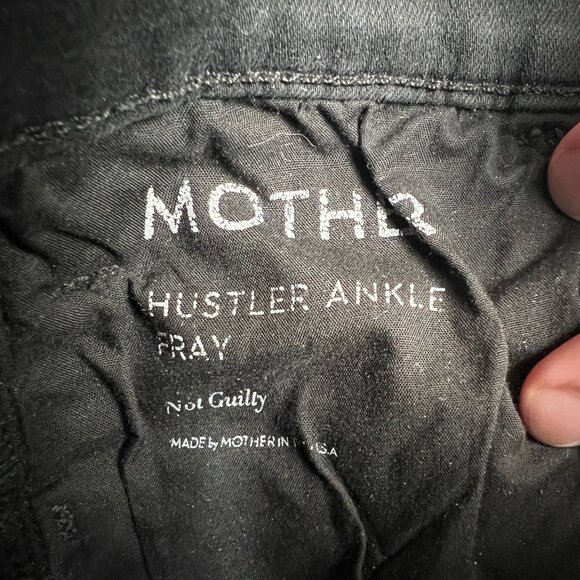 MOTHER
HUSTLER ANKLE
FRAY
Not Guilty
MADE by MOTHER IN U.S.A